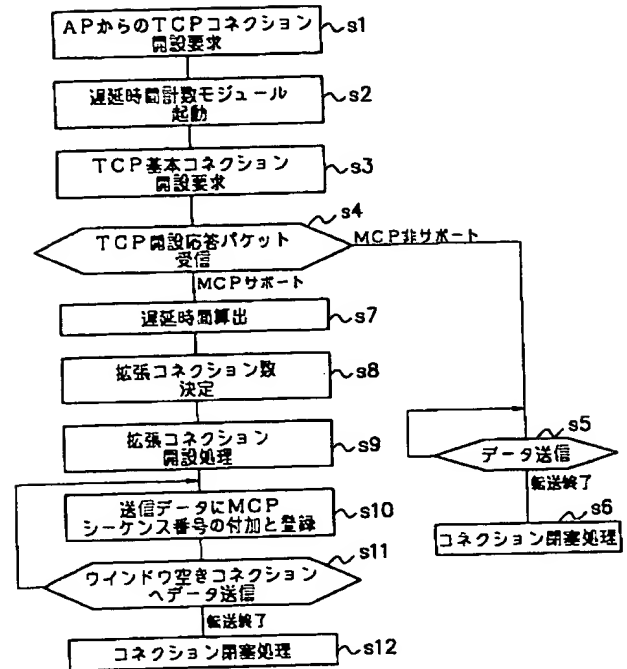 APからのTCPコネクション
開設要求
s1
遅延時間計数モジュール
起動
s2
TCP基本コネクション
開設要求
s3
s4
TCP開設応答パケット
受信
MCP非サポート
MCPサポート
遅延時間算出
s7
拡張コネクション数
決定
s8
拡張コネクション
開設処理
s9
s5
データ送信
転送終了
s6
コネクション閉塞処理
送信データにMCP
シーケンス番号の付加と登録
s10
s11
ウインドウ空きコネクション
へデータ送信
転送終了
コネクション閉塞処理
s12